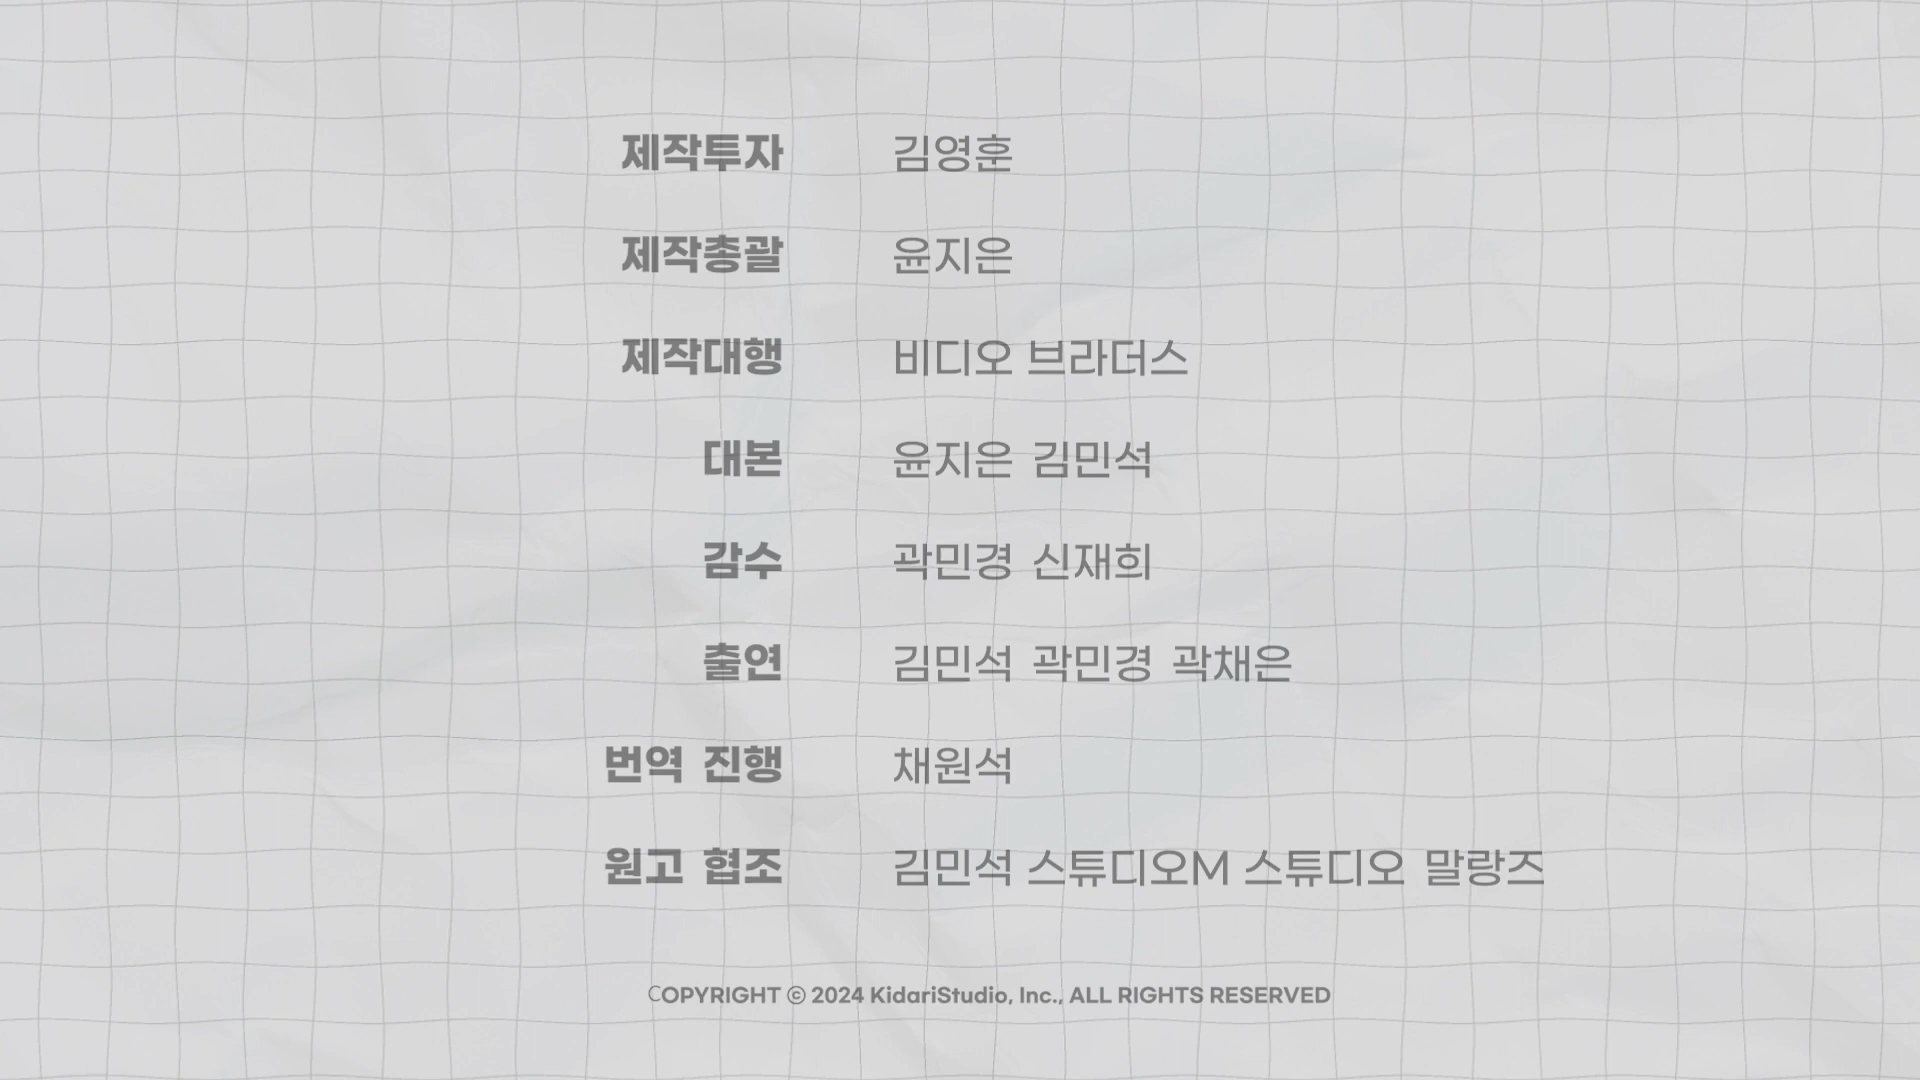 제작투자 김영훈
제작총괄 윤지은
제작대행 비디오 브라더스
대본 윤지은 김민석
감수 곽민경 신재희
출연 김민석 곽민경 곽채은
번역 진행 채원석
원고 협조 김민석 스튜디오M 스튜디오 말랑즈
COPYRIGHT ⓒ 2024 KidariStudio, Inc., ALL RIGHTS RESERVED